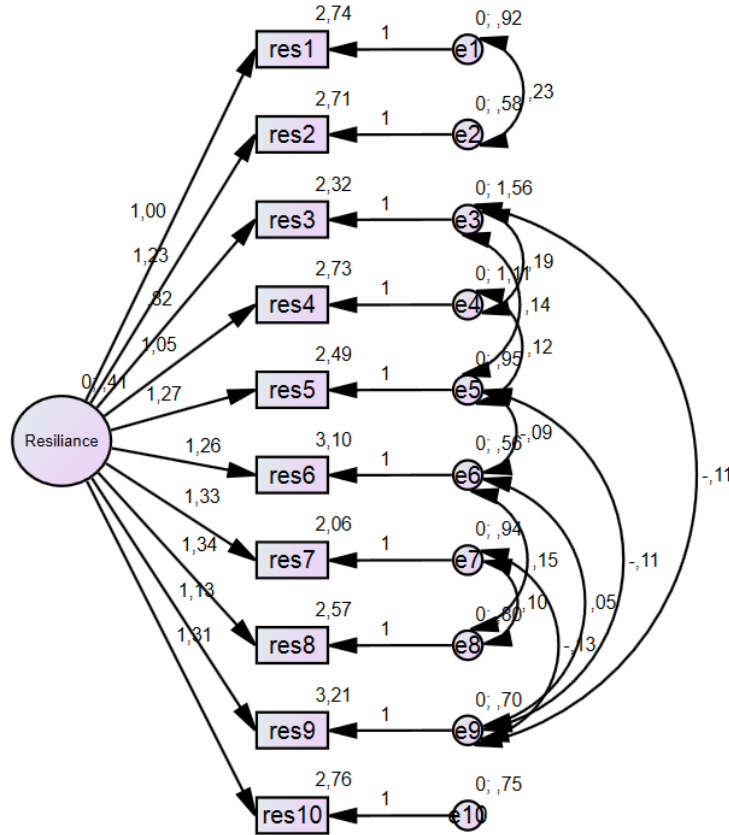 2,74
0; ,92
res1
1
e1
2,71
0; ,58
,23
res2
1
e2
2,32
0; 1,56
res3
1
e3
1,00
1,23
,82
2,73
0; 1,11
,19
res4
1
e4
,14
1,05
2,49
0; ,95
,12
0; ,41
1,27
res5
1
e5
Resiliance
3,10
0; ,56
-,09
1,26
res6
1
e6
-,11
1,33
2,06
0; ,94
res7
1
e7
,15
-,11
1,34
2,57
0; ,80
,10
,05
1,13
res8
1
e8
-,13
1,31
3,21
0; ,70
res9
1
e9
2,76
0; ,75
res10
1
e10